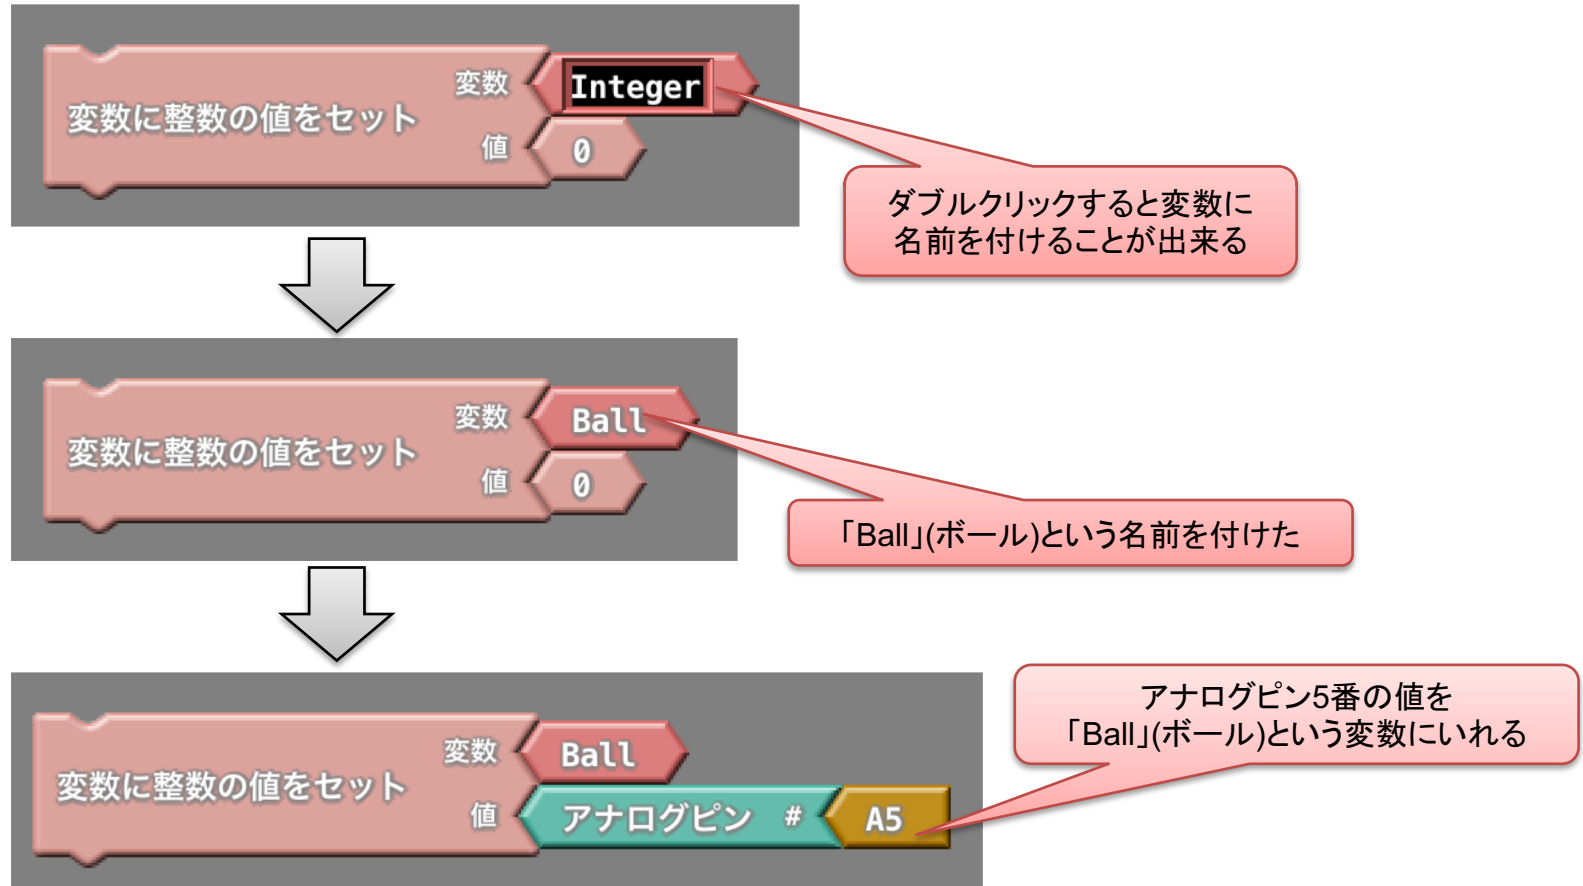 変数に整数の値をセット
変数
Integer
値
0
ダブルクリックすると変数に
名前を付けることが出来る
変数に整数の値をセット
変数
Ball
値
0
「Ball」(ボール)という名前を付けた
変数に整数の値をセット
変数
Ball
値
アナログピン #
A5
アナログピン5番の値を
「Ball」(ボール)という変数にいれる